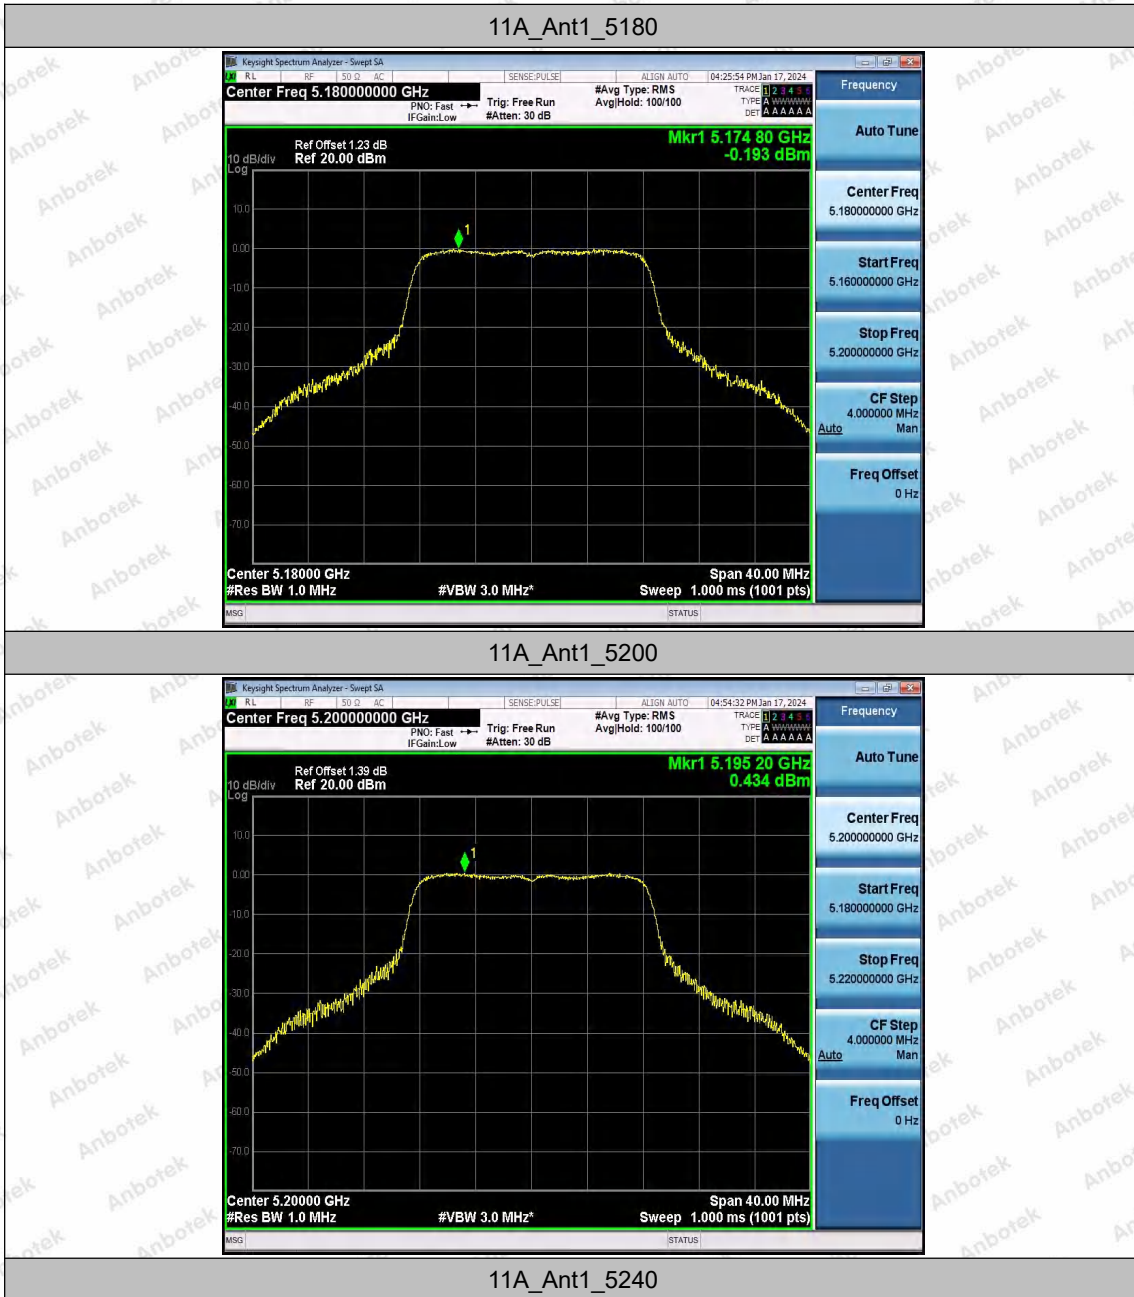 11A_Ant1_5180
Keysight Spectrum Analyzer - Swept SA
RL RF 50 Ω AC SENSE:PULSE ALIGN AUTO 04:25:54 PM Jan 17, 2024
Center Freq 5.180000000 GHz
PNO: Fast
IFGain:Low
Trig: Free Run
#Atten: 30 dB
#Avg Type: RMS
Avg|Hold: 100/100
TRACE 1 2 3 4 5 6
TYPE A WWWWW
DET A A A A A A
Frequency
Mkr1 5.174 80 GHz
-0.193 dBm
Ref Offset 1.23 dB
10 dB/div Ref 20.00 dBm
Log
10.0
0.00
-10.0
-20.0
-30.0
-40.0
-50.0
-60.0
-70.0
1
Center 5.18000 GHz Span 40.00 MHz
#Res BW 1.0 MHz #VBW 3.0 MHz* Sweep 1.000 ms (1001 pts)
MSG STATUS
Auto Tune
Center Freq
5.180000000 GHz
Start Freq
5.160000000 GHz
Stop Freq
5.200000000 GHz
CF Step
4.000000 MHz
Auto Man
Freq Offset
0 Hz
11A_Ant1_5200
Keysight Spectrum Analyzer - Swept SA
RL RF 50 Ω AC SENSE:PULSE ALIGN AUTO 04:54:32 PM Jan 17, 2024
Center Freq 5.200000000 GHz
PNO: Fast
IFGain:Low
Trig: Free Run
#Atten: 30 dB
#Avg Type: RMS
Avg|Hold: 100/100
TRACE 1 2 3 4 5 6
TYPE A WWWWW
DET A A A A A A
Frequency
Mkr1 5.195 20 GHz
0.434 dBm
Ref Offset 1.39 dB
10 dB/div Ref 20.00 dBm
Log
10.0
0.00
-10.0
-20.0
-30.0
-40.0
-50.0
-60.0
-70.0
1
Center 5.20000 GHz Span 40.00 MHz
#Res BW 1.0 MHz #VBW 3.0 MHz* Sweep 1.000 ms (1001 pts)
MSG STATUS
Auto Tune
Center Freq
5.200000000 GHz
Start Freq
5.180000000 GHz
Stop Freq
5.220000000 GHz
CF Step
4.000000 MHz
Auto Man
Freq Offset
0 Hz
11A_Ant1_5240
Anbotek